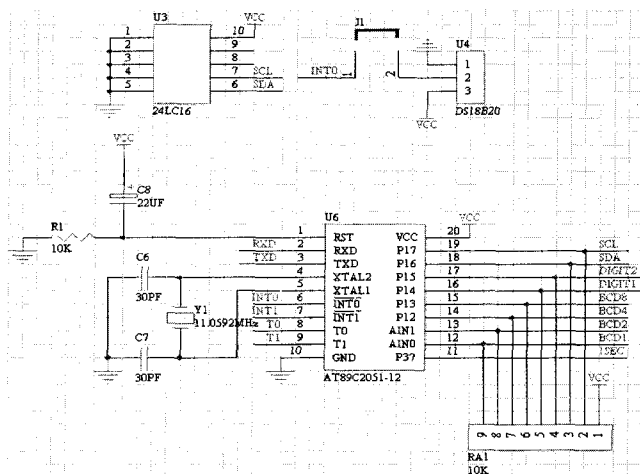 U3
VCC
1 10
2 9
3 8
4 7 SCL
5 6 SDA
24LC16
J1
INT0 1 2
U4
1
2
3
DS18B20
VCC
VCC
C8
22UF
R1
10K
U6
1 RST VCC 20 VCC
RXD 2 RXD P17 19 SCL
TXD 3 TXD P16 18 SDA
4 XTAL2 P15 17 DIGIT2
5 XTAL1 P14 16 DIGIT1
INT0 6 INT0 P13 15 BCD8
INT1 7 INT1 P12 14 BCD4
T0 8 T0 AIN1 13 BCD2
T1 9 T1 AIN0 12 BCD1
10 GND P37 11 1SEC
AT89C2051-12
C6
30PF
Y1
11.0592MHz
C7
30PF
VCC
9 8 7 6 5 4 3 2 1
RA1
10K